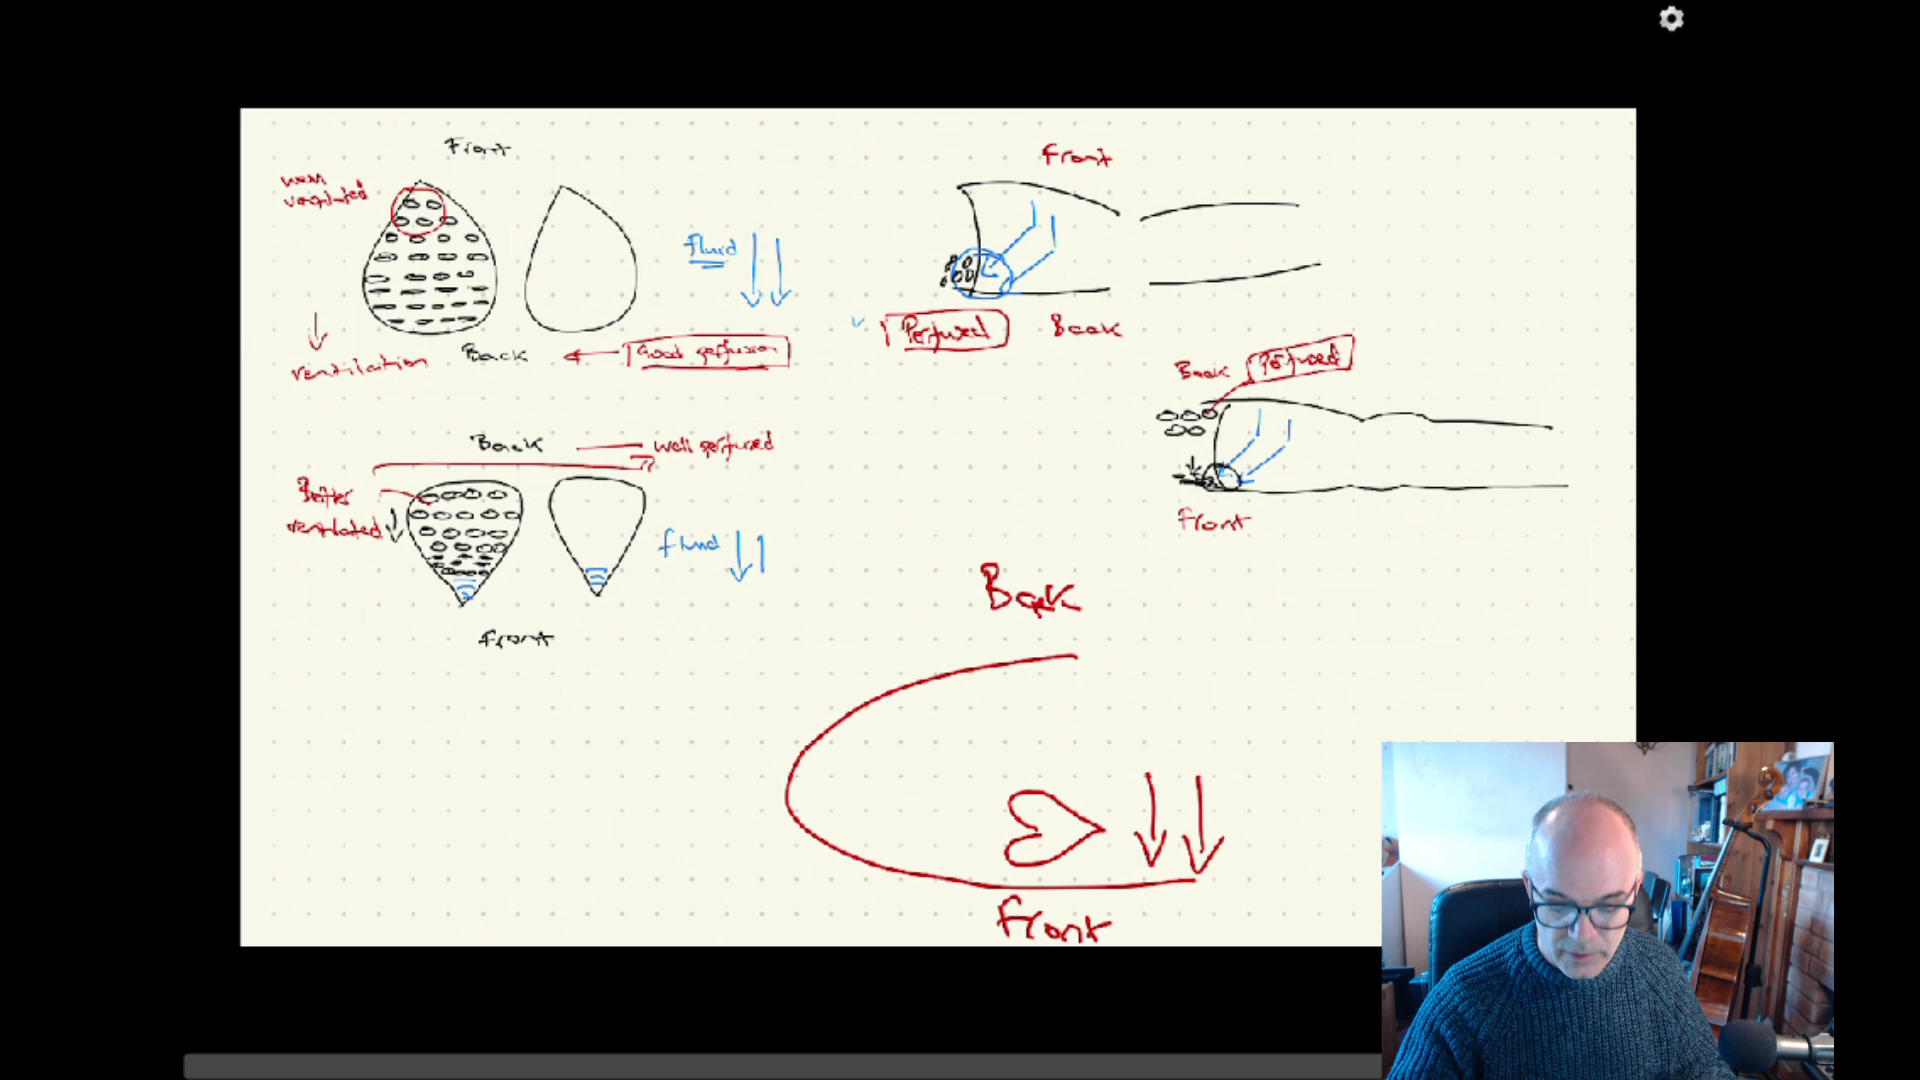 Front
ventilated
fluid
ventilation
Back
Good perfusion
Front
Perfused
Back
Back
Perfused
Front
Back
well perfused
Better
ventilated
fluid
Front
Back
Front